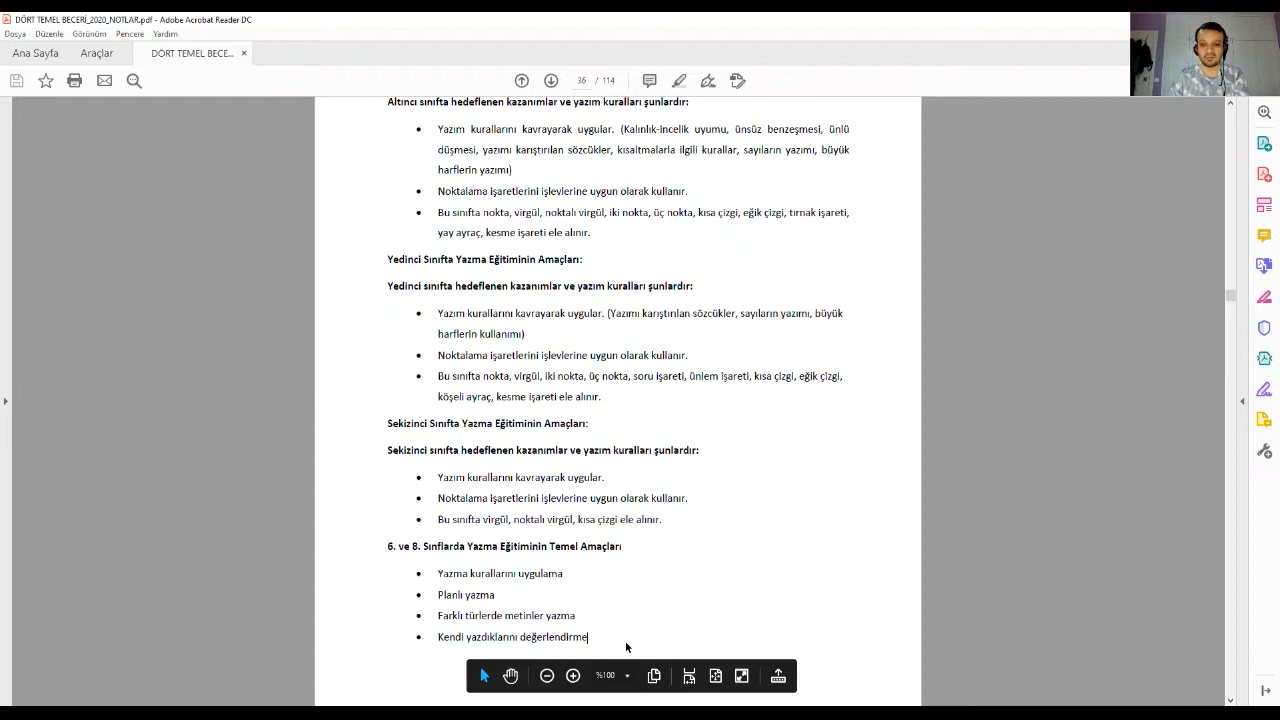 DÖRT TEMEL BECERİ_2020_NOTLAR.pdf - Adobe Acrobat Reader DC
Dosya Düzenle Görünüm Pencere Yardım
Ana Sayfa Araçlar DÖRT TEMEL BECE... ×
36 / 114
Altıncı sınıfta hedeflenen kazanımlar ve yazım kuralları şunlardır:
• Yazım kurallarını kavrayarak uygular. (Kalınlık-incelik uyumu, ünsüz benzeşmesi, ünlü
düşmesi, yazımı karıştırılan sözcükler, kısaltmalarla ilgili kurallar, sayıların yazımı, büyük
harflerin yazımı)
• Noktalama işaretlerini işlevlerine uygun olarak kullanır.
• Bu sınıfta nokta, virgül, noktalı virgül, iki nokta, üç nokta, kısa çizgi, eğik çizgi, tırnak işareti,
yay ayraç, kesme işareti ele alınır.
Yedinci Sınıfta Yazma Eğitiminin Amaçları:
Yedinci sınıfta hedeflenen kazanımlar ve yazım kuralları şunlardır:
• Yazım kurallarını kavrayarak uygular. (Yazımı karıştırılan sözcükler, sayıların yazımı, büyük
harflerin kullanımı)
• Noktalama işaretlerini işlevlerine uygun olarak kullanır.
• Bu sınıfta nokta, virgül, iki nokta, üç nokta, soru işareti, ünlem işareti, kısa çizgi, eğik çizgi,
köşeli ayraç, kesme işareti ele alınır.
Sekizinci Sınıfta Yazma Eğitiminin Amaçları:
Sekizinci sınıfta hedeflenen kazanımlar ve yazım kuralları şunlardır:
• Yazım kurallarını kavrayarak uygular.
• Noktalama işaretlerini işlevlerine uygun olarak kullanır.
• Bu sınıfta virgül, noktalı virgül, kısa çizgi ele alınır.
6. ve 8. Sınflarda Yazma Eğitiminin Temel Amaçları
• Yazma kurallarını uygulama
• Planlı yazma
• Farklı türlerde metinler yazma
• Kendi yazdıklarını değerlendirme
%100